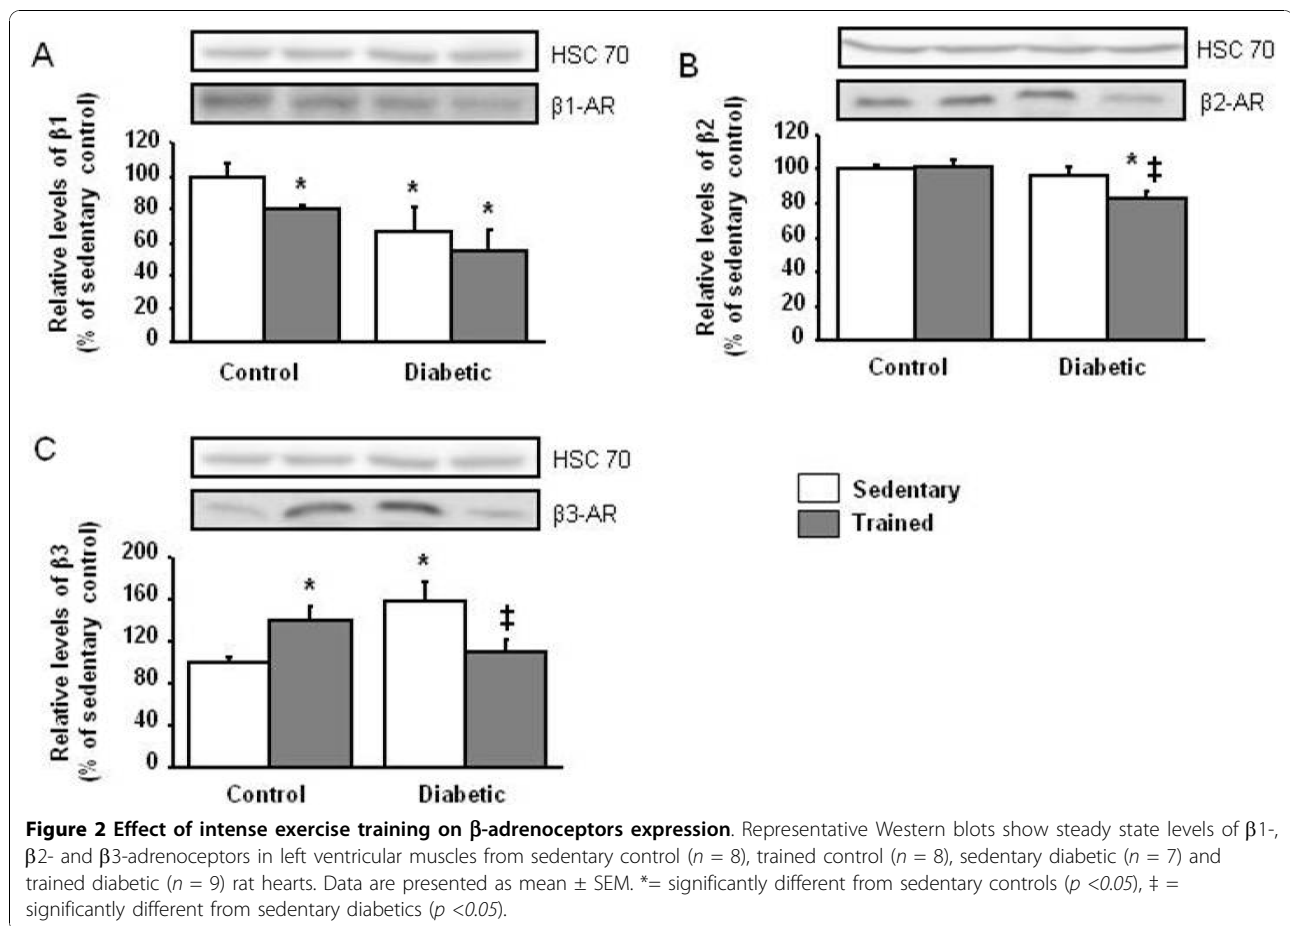 A
HSC 70
β1-AR
Relative levels of β1
(% of sedentary control)
120
100
80
60
40
20
0
*
*
*
Control
Diabetic
B
HSC 70
β2-AR
Relative levels of β2
(% of sedentary control)
120
100
80
60
40
20
0
* ‡
Control
Diabetic
C
HSC 70
β3-AR
Relative levels of β3
(% of sedentary control)
200
160
120
80
40
0
*
*
‡
Control
Diabetic
Sedentary
Trained
Figure 2 Effect of intense exercise training on β-adrenoceptors expression. Representative Western blots show steady state levels of β1-,
β2- and β3-adrenoceptors in left ventricular muscles from sedentary control (n = 8), trained control (n = 8), sedentary diabetic (n = 7) and
trained diabetic (n = 9) rat hearts. Data are presented as mean ± SEM. *= significantly different from sedentary controls (p <0.05), ‡ =
significantly different from sedentary diabetics (p <0.05).